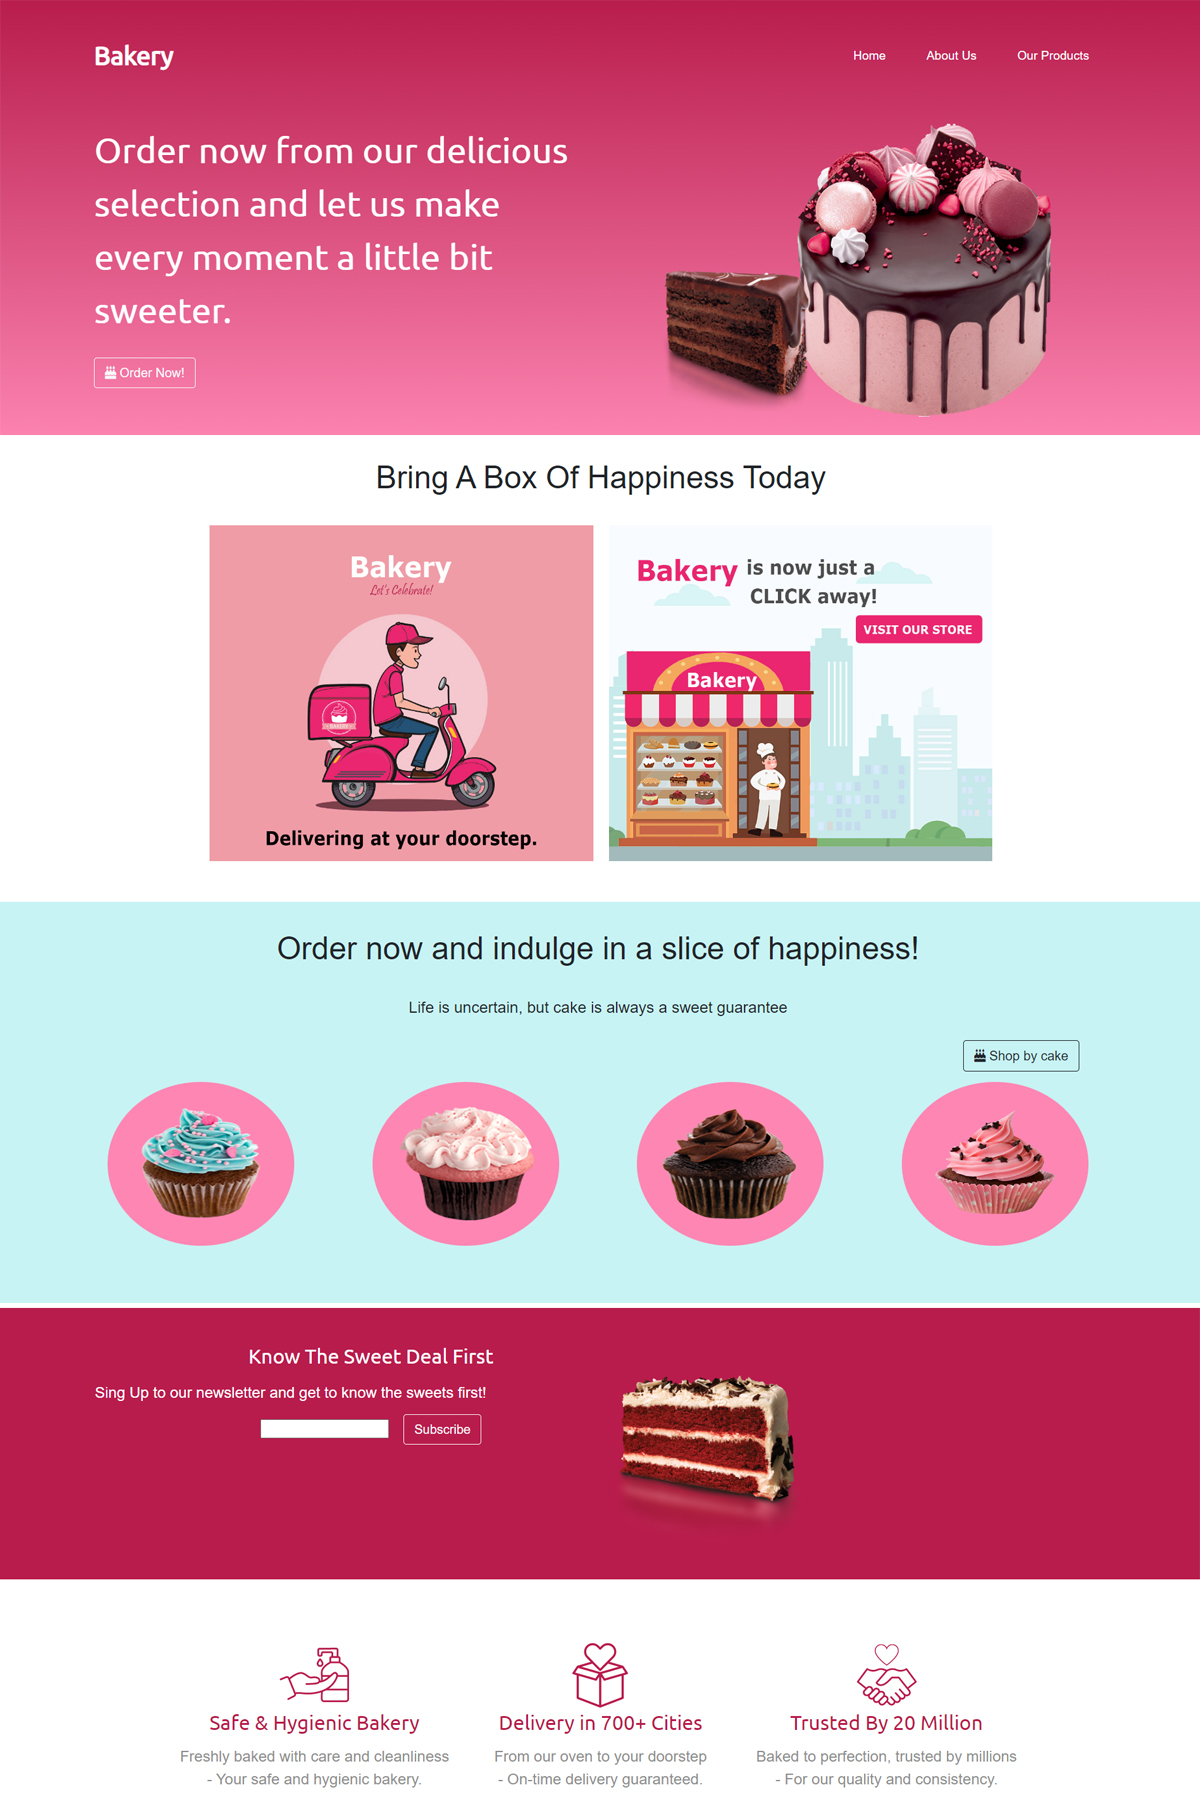 Bakery
Home
About Us
Our Products
Order now from our delicious
selection and let us make
every moment a little bit
sweeter.
Order Now!
Bring A Box Of Happiness Today
Bakery
Let's Celebrate!
BAKERY
Delivering at your doorstep.
Bakery is now just a
CLICK away!
VISIT OUR STORE
Bakery
Order now and indulge in a slice of happiness!
Life is uncertain, but cake is always a sweet guarantee
Shop by cake
Know The Sweet Deal First
Sing Up to our newsletter and get to know the sweets first!
Subscribe
Safe & Hygienic Bakery
Freshly baked with care and cleanliness
- Your safe and hygienic bakery.
Delivery in 700+ Cities
From our oven to your doorstep
- On-time delivery guaranteed.
Trusted By 20 Million
Baked to perfection, trusted by millions
- For our quality and consistency.